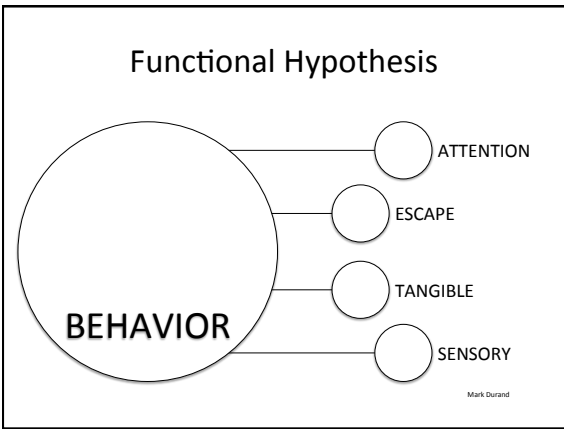 Functional Hypothesis
ATTENTION
ESCAPE
TANGIBLE
BEHAVIOR
SENSORY
Mark Durand